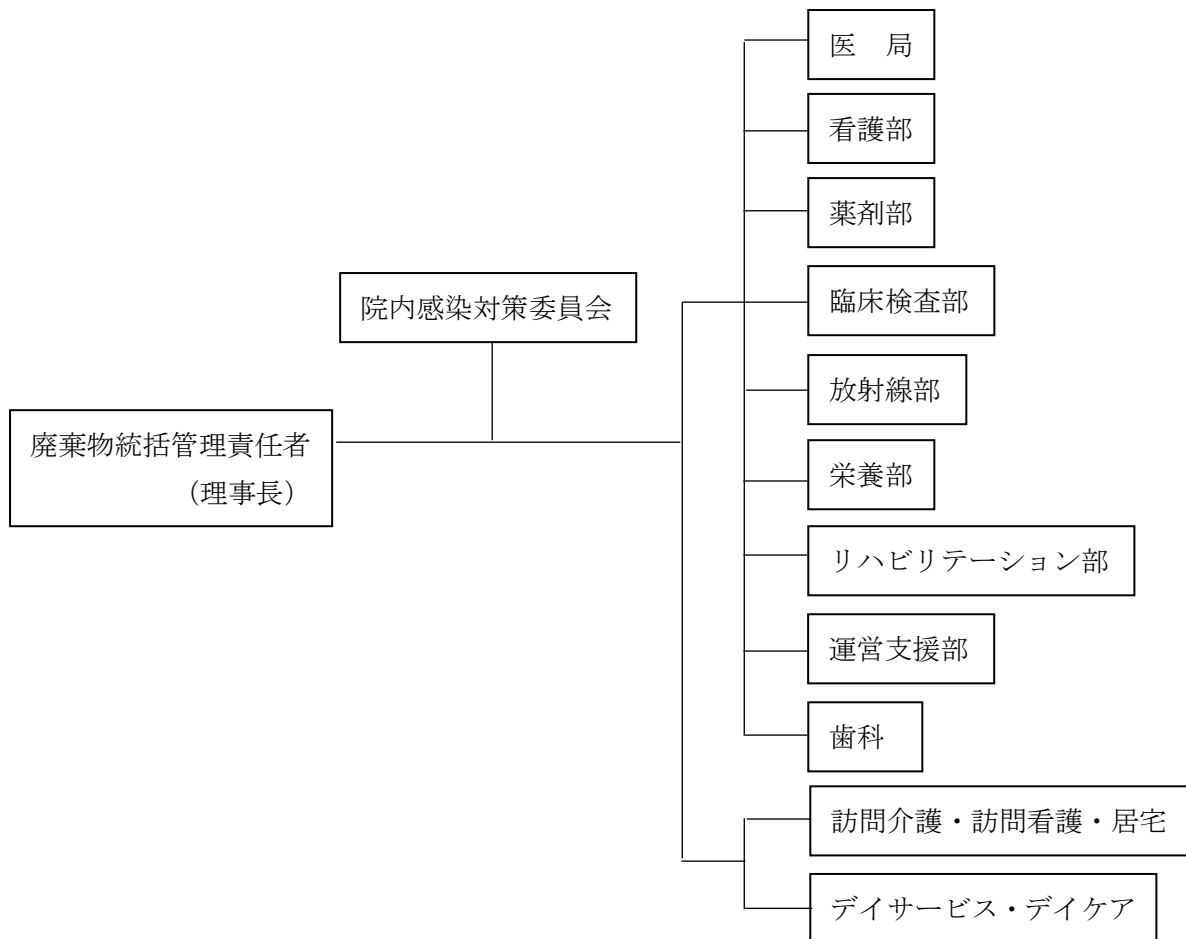 医　局
看護部
薬剤部
臨床検査部
院内感染対策委員会
放射線部
廃棄物統括管理責任者
（理事長）
栄養部
リハビリテーション部
運営支援部
歯科
訪問介護・訪問看護・居宅
デイサービス・デイケア